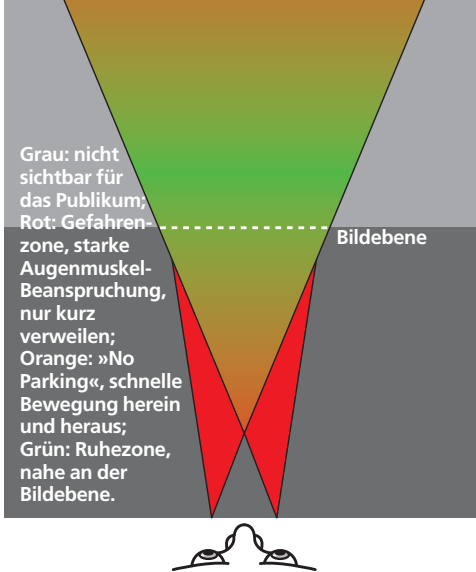 Grau: nicht
sichtbar für
das Publikum;
Rot: Gefahren-
zone, starke
Augenmuskel-
Beanspruchung,
nur kurz
verweilen;
Orange: »No
Parking«, schnelle
Bewegung herein
und heraus;
Grün: Ruhezone,
nahe an der
Bildebene.
Bildebene